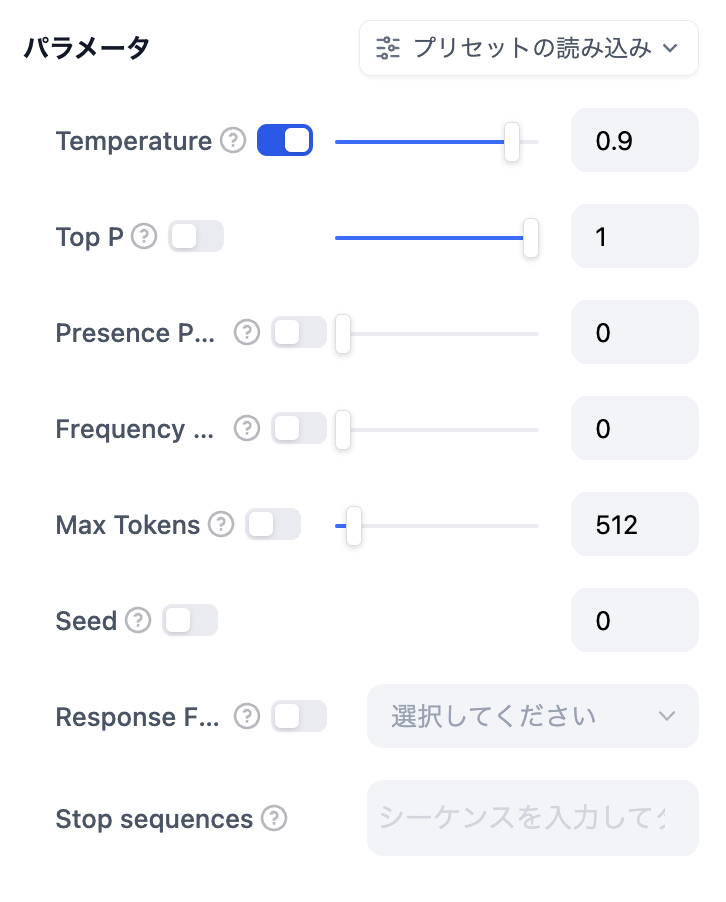 パラメータ
プリセットの読み込み
Temperature
0.9
Top P
1
Presence P...
0
Frequency ...
0
Max Tokens
512
Seed
0
Response F...
選択してください
Stop sequences
シーケンスを入力して